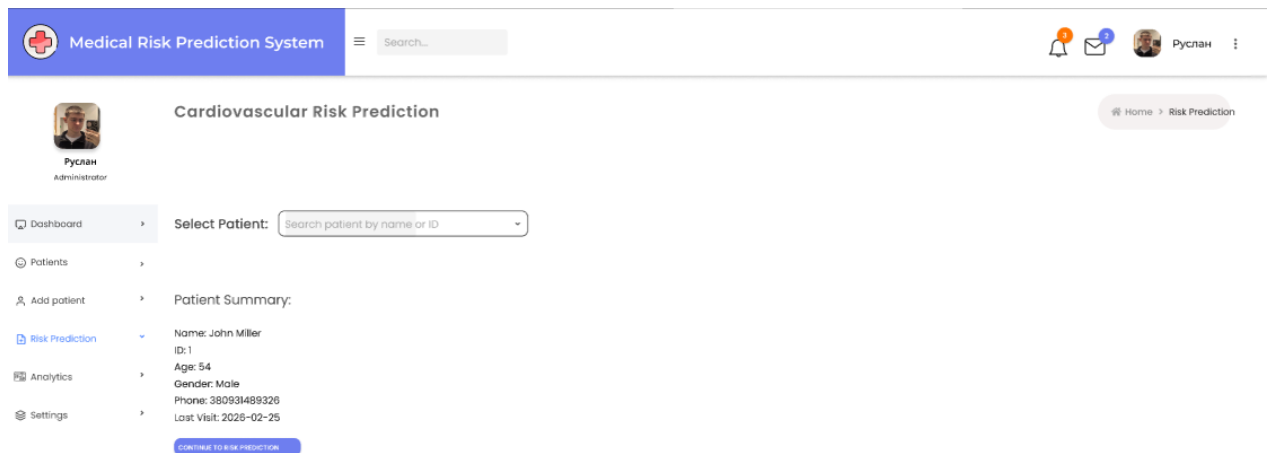 Medical Risk Prediction System
Search...
3
2
Руслан
Cardiovascular Risk Prediction
Home > Risk Prediction
Руслан
Administrator
Dashboard
Select Patient: Search patient by name or ID
Patients
Add patient
Patient Summary:
Risk Prediction
Name: John Miller
ID: 1
Age: 54
Analytics
Gender: Male
Phone: 380931489326
Settings
Last Visit: 2026-02-25
CONTINUE TO RISK PREDICTION